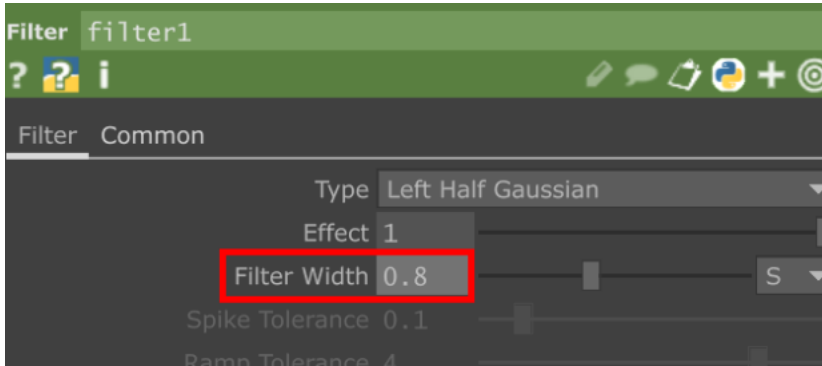 Filter filter1
? ? i
Filter Common
Type Left Half Gaussian
Effect 1
Filter Width 0.8 S
Spike Tolerance 0.1
Ramp Tolerance 4